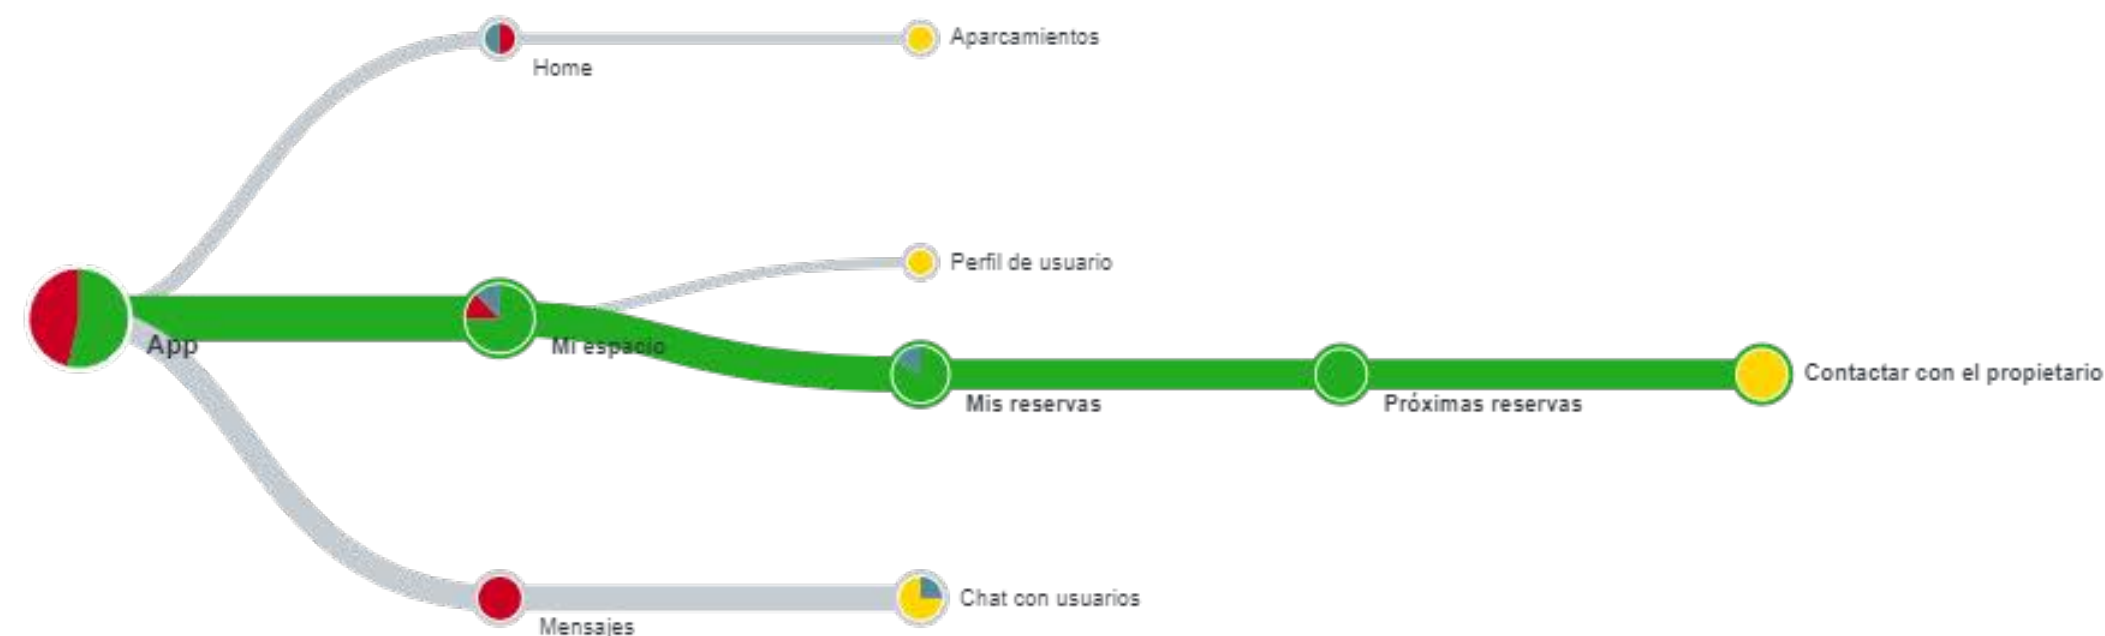 Aparcamientos
Home
Perfil de usuario
App
Mi espacio
Contactar con el propietario
Mis reservas
Próximas reservas
Chat con usuarios
Mensajes